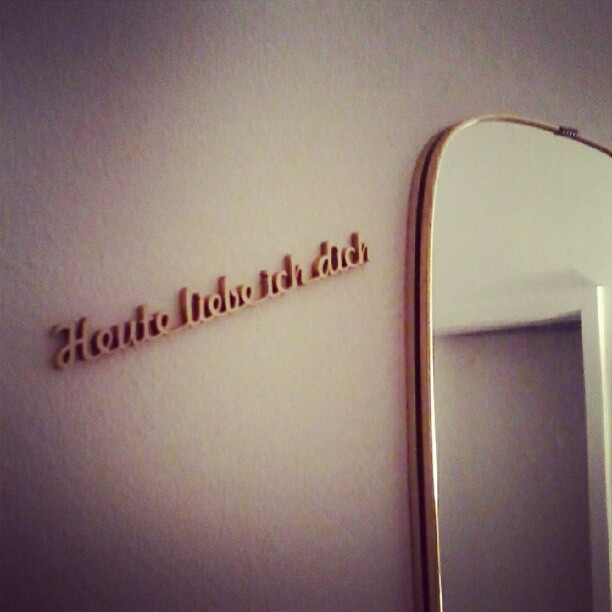 Heute liebe ich dich